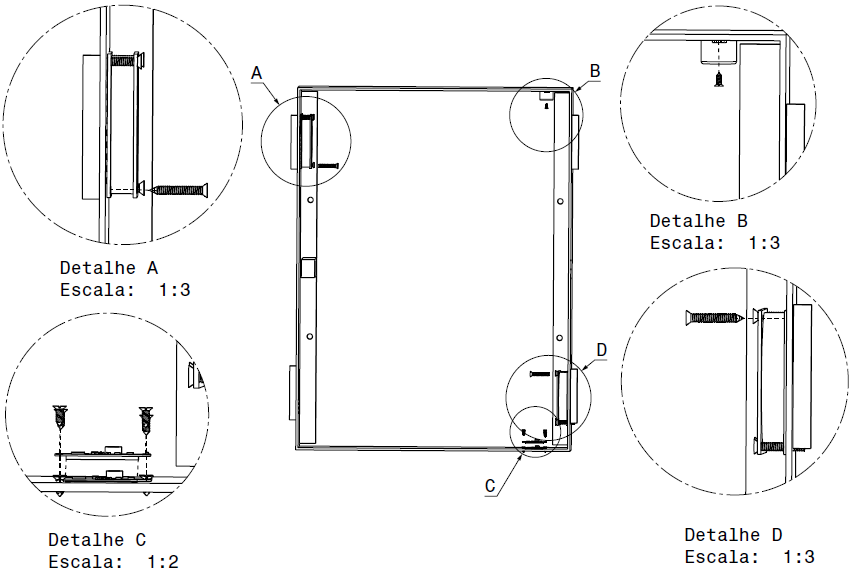 A
B
Detalhe A
Escala: 1:3
Detalhe B
Escala: 1:3
D
C
Detalhe C
Escala: 1:2
Detalhe D
Escala: 1:3